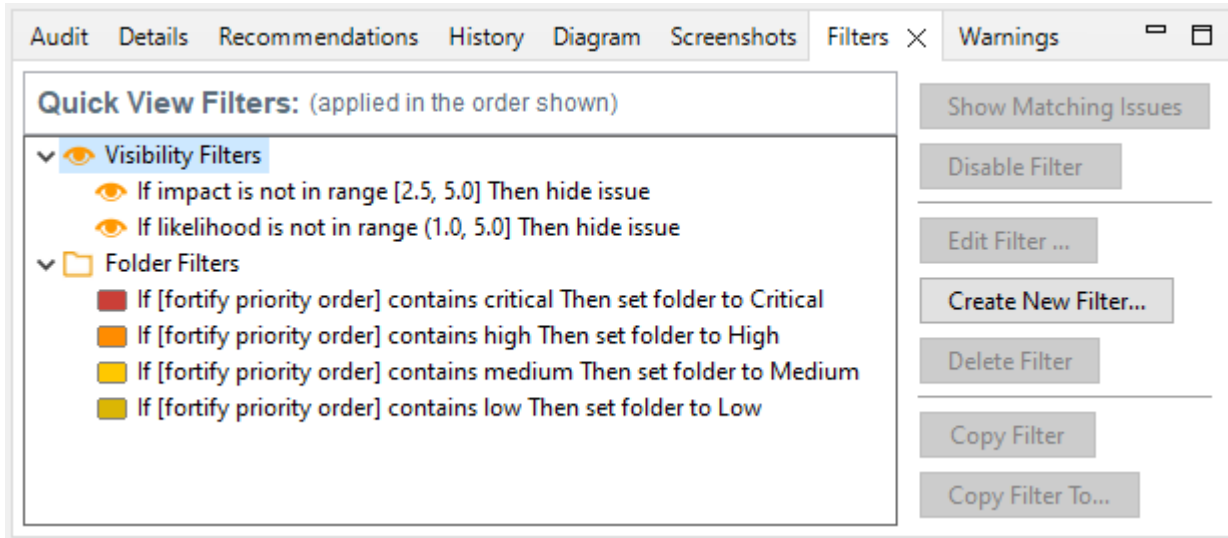 Audit Details Recommendations History Diagram Screenshots Filters Warnings
Quick View Filters: (applied in the order shown)
Visibility Filters
If impact is not in range [2.5, 5.0] Then hide issue
If likelihood is not in range (1.0, 5.0] Then hide issue
Folder Filters
If [fortify priority order] contains critical Then set folder to Critical
If [fortify priority order] contains high Then set folder to High
If [fortify priority order] contains medium Then set folder to Medium
If [fortify priority order] contains low Then set folder to Low
Show Matching Issues
Disable Filter
Edit Filter ...
Create New Filter...
Delete Filter
Copy Filter
Copy Filter To...